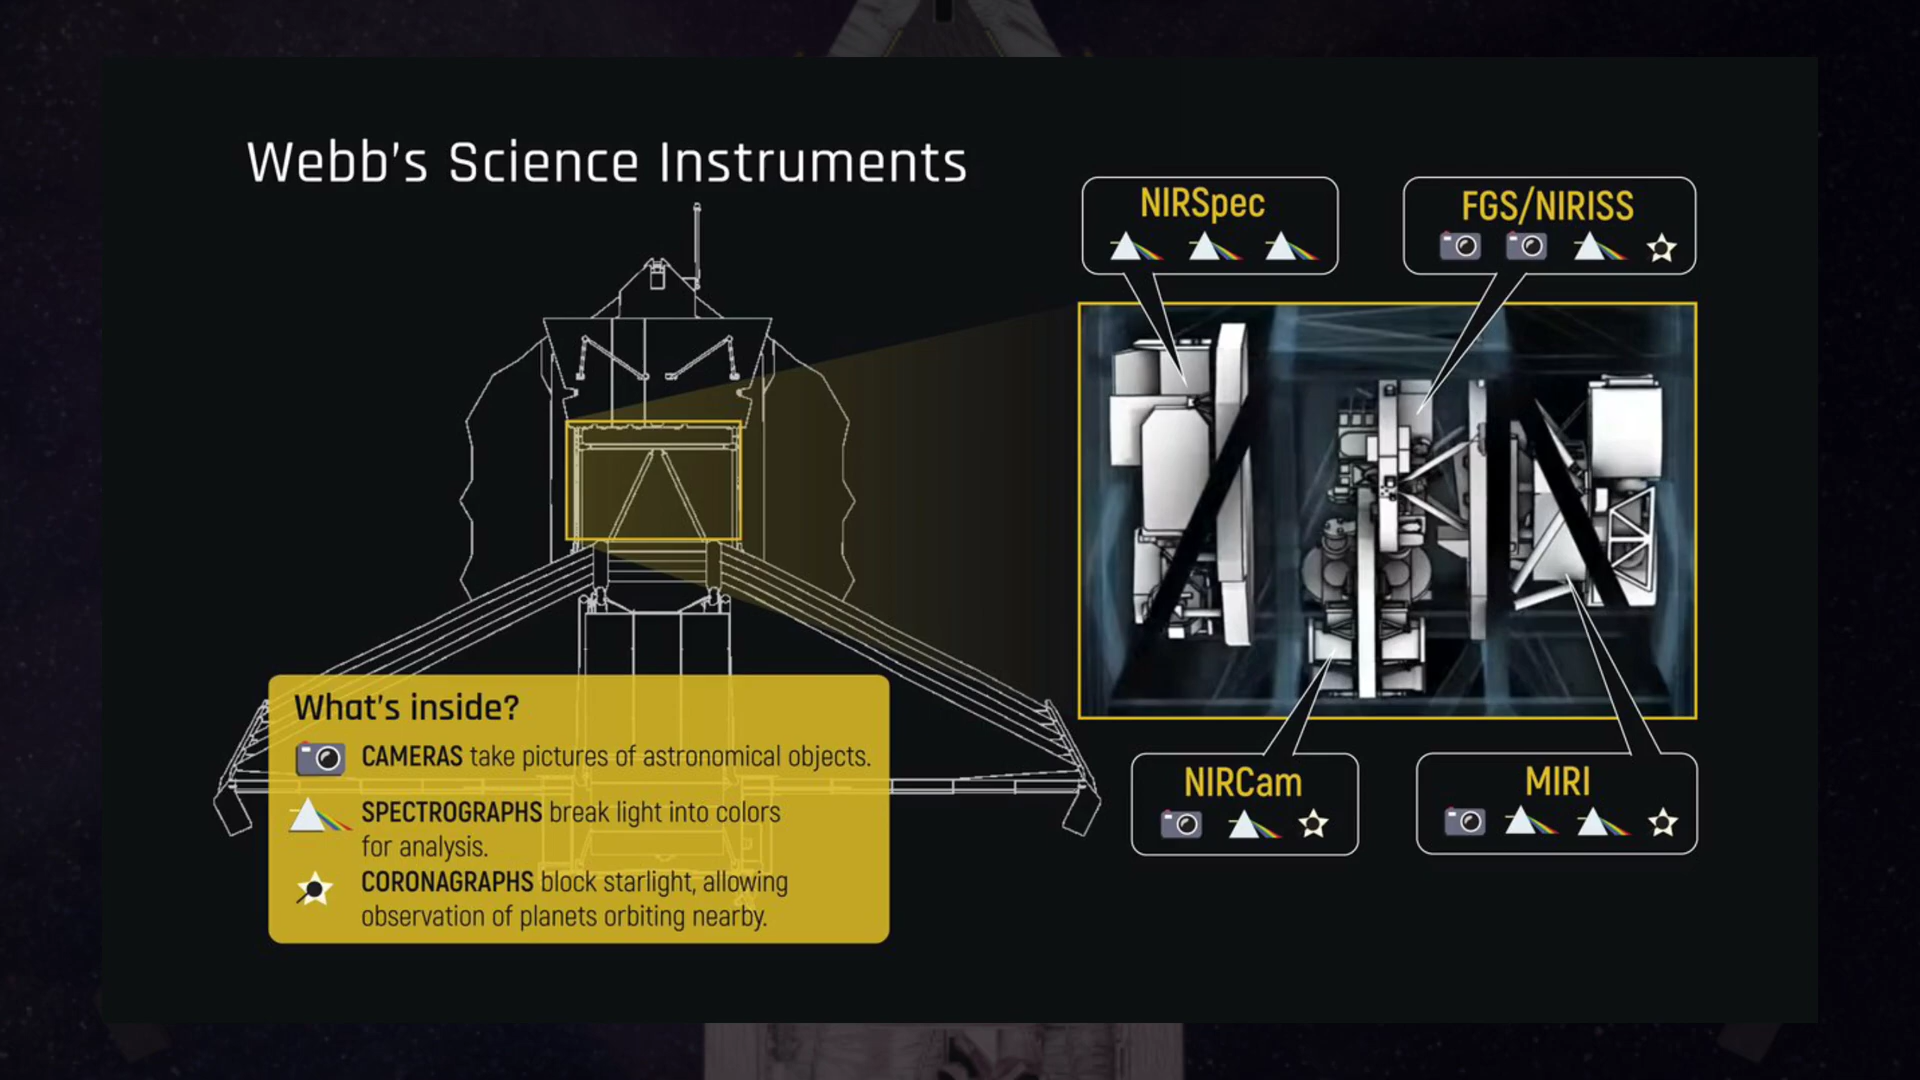 Webb's Science Instruments
NIRSpec
FGS/NIRISS
What's inside?
CAMERAS take pictures of astronomical objects.
SPECTROGRAPHS break light into colors
for analysis.
CORONAGRAPHS block starlight, allowing
observation of planets orbiting nearby.
NIRCam
MIRI